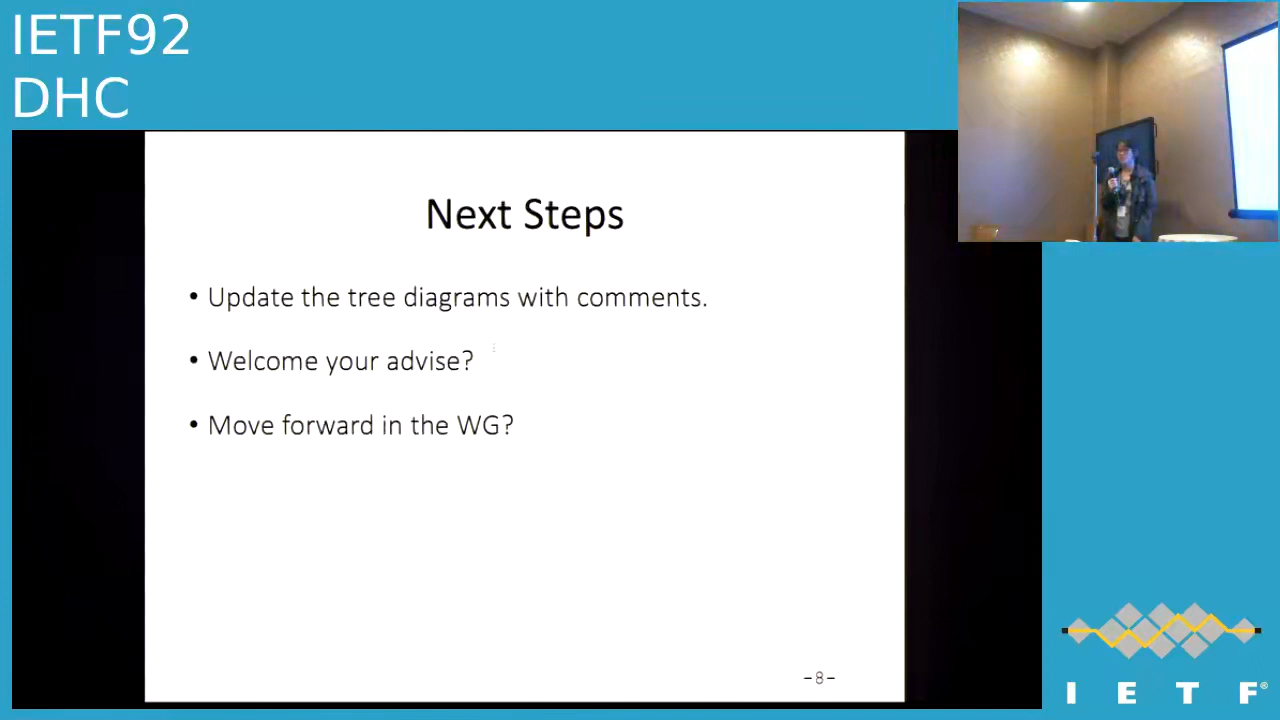 IETF92
DHC
Next Steps
• Update the tree diagrams with comments.
• Welcome your advise?
• Move forward in the WG?
-8-
I E T F®